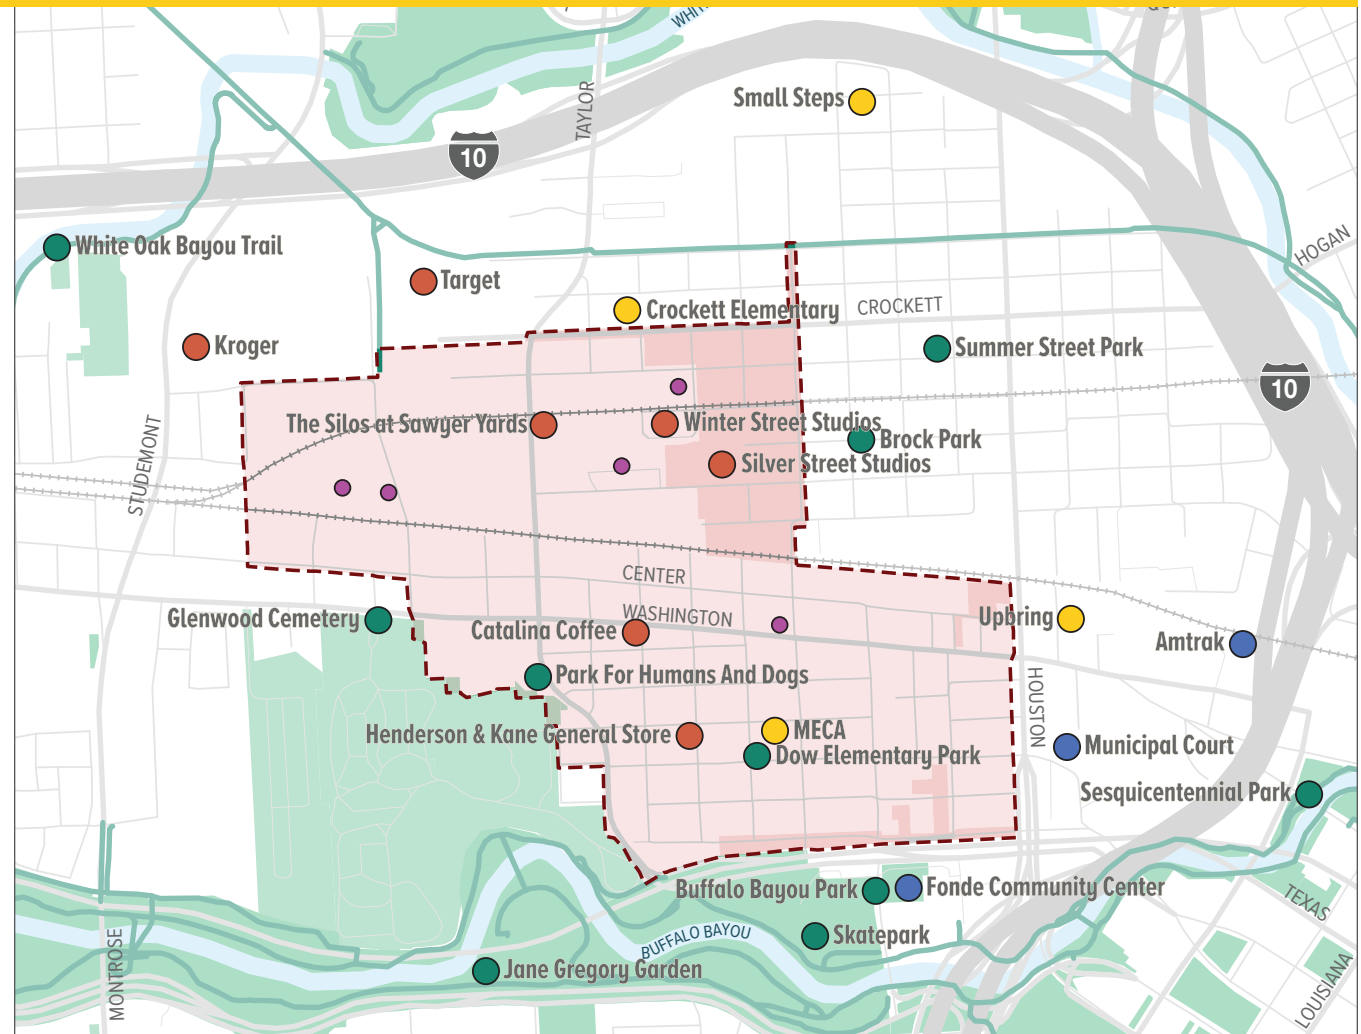 WHIT
TAYLOR
Small Steps
10
White Oak Bayou Trail
HOGAN
Target
Crockett Elementary
CROCKETT
Kroger
Summer Street Park
10
The Silos at Sawyer Yards
Winter Street Studios
Brock Park
Silver Street Studios
STUDEMONT
CENTER
WASHINGTON
Glenwood Cemetery
Catalina Coffee
Upbring
Amtrak
Park For Humans And Dogs
HOUSTON
Henderson & Kane General Store
MECA
Dow Elementary Park
Municipal Court
Sesquicentennial Park
Buffalo Bayou Park
Fonde Community Center
TEXAS
Skatepark
BUFFALO BAYOU
MONTROSE
Jane Gregory Garden
LOUISIANA